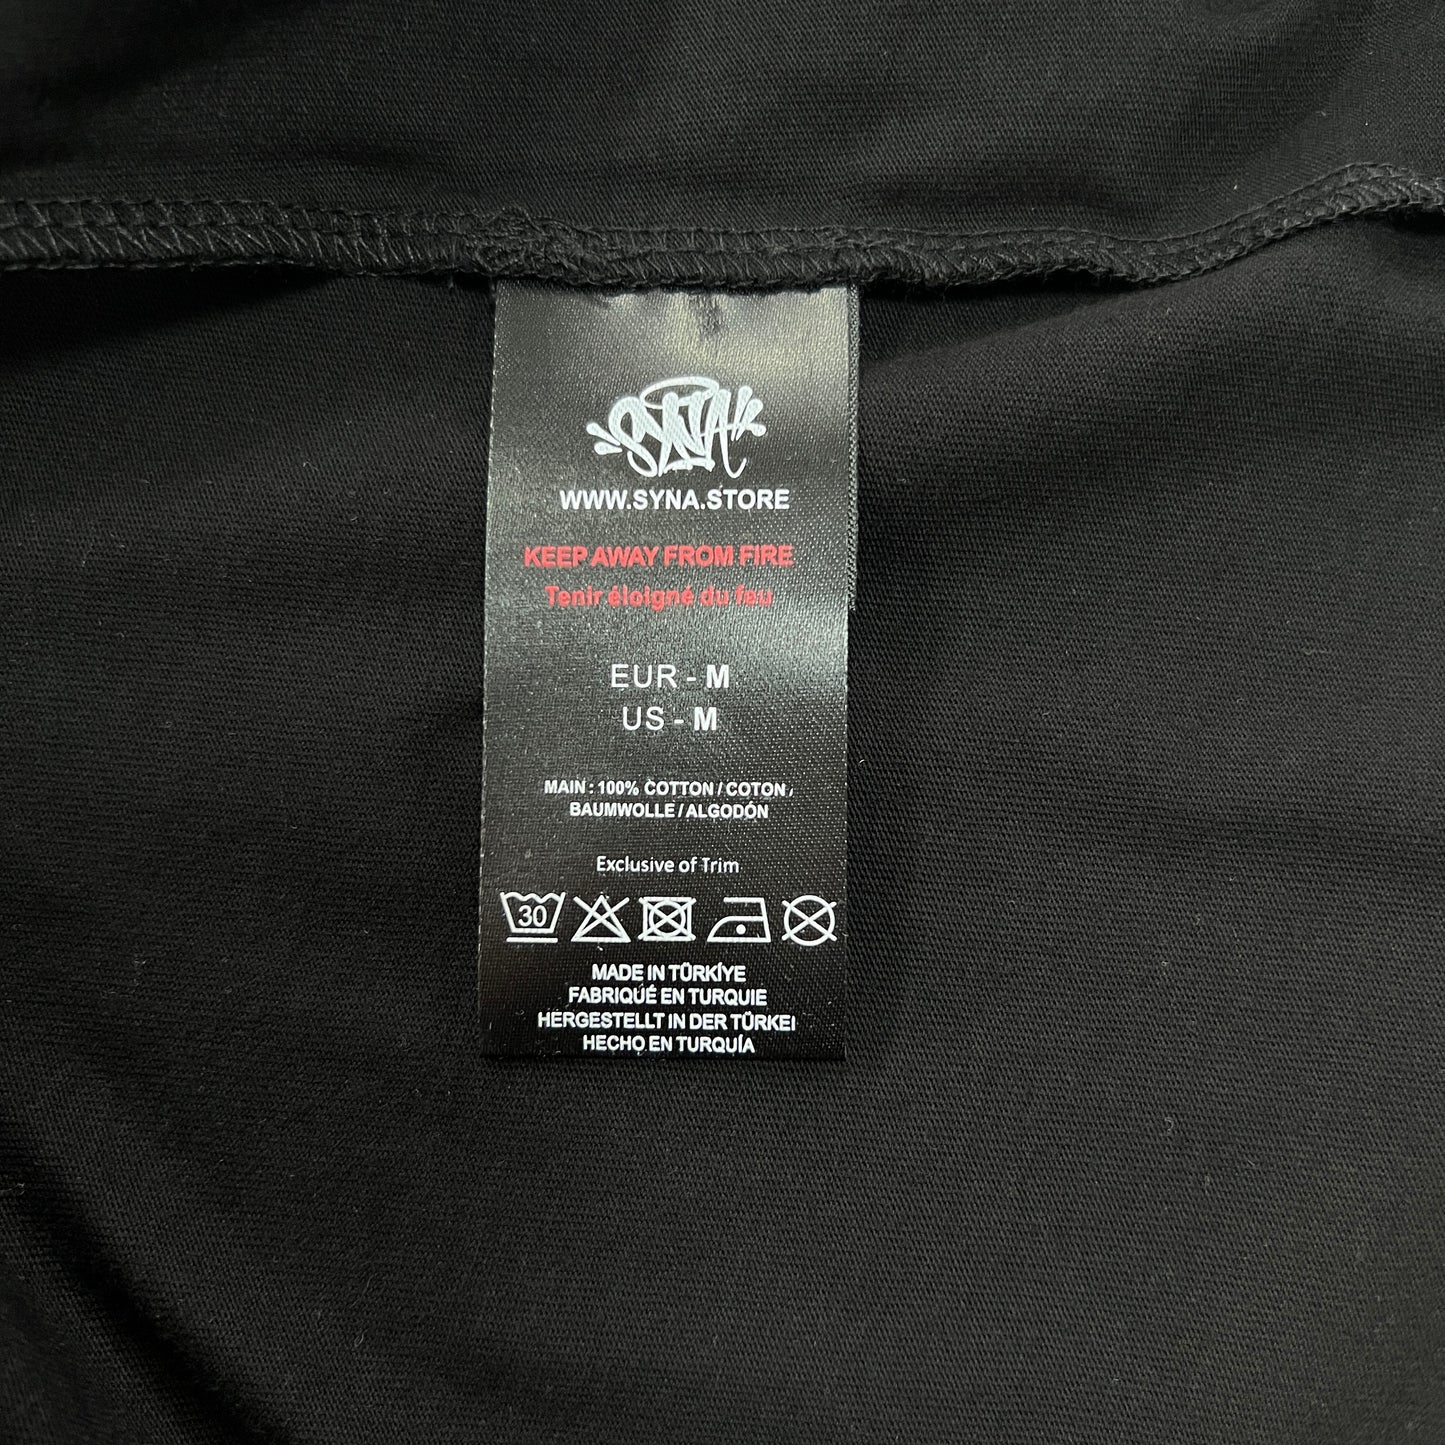 SYNA
WWW.SYNA.STORE
KEEP AWAY FROM FIRE
Tenir éloigné du feu
EUR - M
US - M
MAIN : 100% COTTON / COTON /
BAUMWOLLE / ALGODÓN
Exclusive of Trim
30
MADE IN TÜRKİYE
FABRIQUÉ EN TURQUIE
HERGESTELLT IN DER TÜRKEI
HECHO EN TURQUÍA